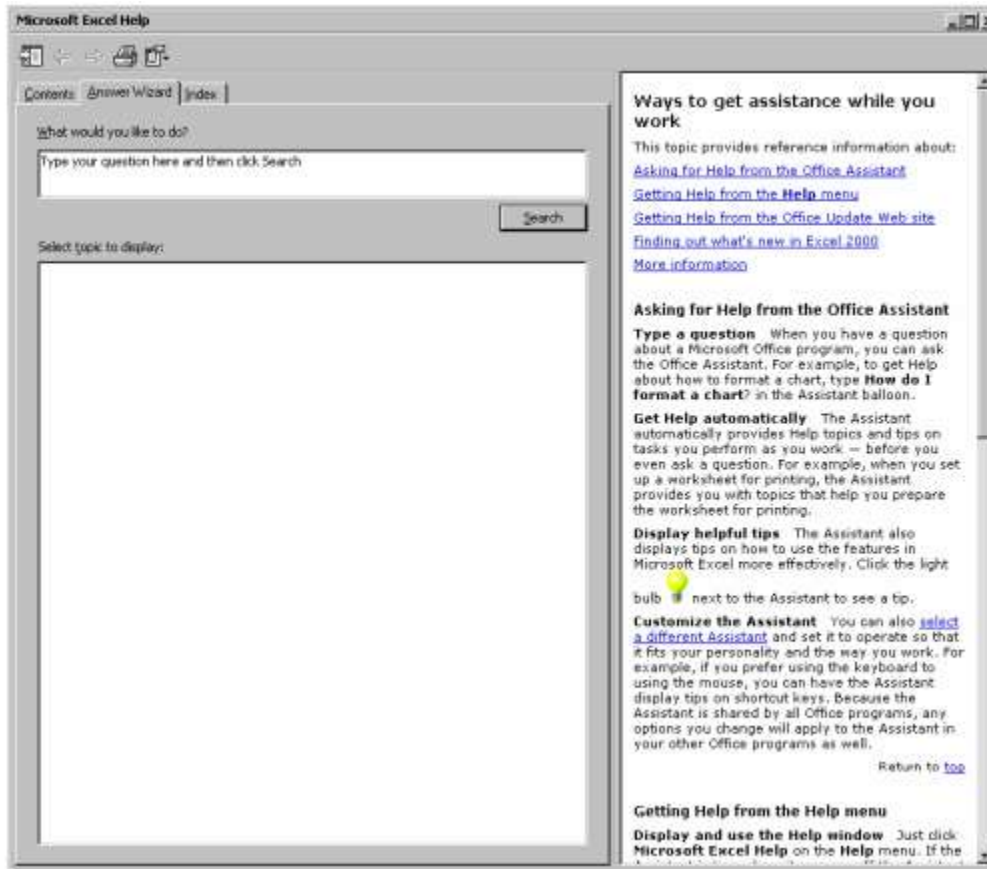 Microsoft Excel Help
Contents Answer Wizard Index
What would you like to do?
Type your question here and then click Search
Search
Select topic to display:
Ways to get assistance while you
work
This topic provides reference information about:
Asking for Help from the Office Assistant
Getting Help from the Help menu
Getting Help from the Office Update Web site
Finding out what's new in Excel 2000
More information
Asking for Help from the Office Assistant
Type a question When you have a question
about a Microsoft Office program, you can ask
the Office Assistant. For example, to get Help
about how to format a chart, type How do I
format a chart? in the Assistant balloon.
Get Help automatically The Assistant
automatically provides Help topics and tips on
tasks you perform as you work — before you
even ask a question. For example, when you set
up a worksheet for printing, the Assistant
provides you with topics that help you prepare
the worksheet for printing.
Display helpful tips The Assistant also
displays tips on how to use the features in
Microsoft Excel more effectively. Click the light
bulb next to the Assistant to see a tip.
Customize the Assistant You can also select
a different Assistant and set it to operate so that
it fits your personality and the way you work. For
example, if you prefer using the keyboard to
using the mouse, you can have the Assistant
display tips on shortcut keys. Because the
Assistant is shared by all Office programs, any
options you change will apply to the Assistant in
your other Office programs as well.
Return to top
Getting Help from the Help menu
Display and use the Help window Just click
Microsoft Excel Help on the Help menu. If the